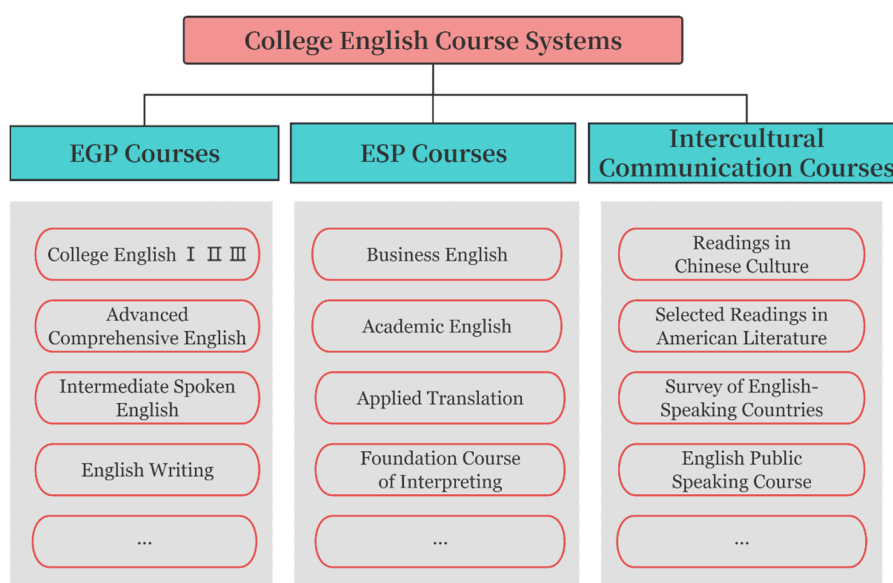 College English Course Systems
EGP Courses
College English Ⅰ Ⅱ Ⅲ
Advanced
Comprehensive English
Intermediate Spoken
English
English Writing
...
ESP Courses
Business English
Academic English
Applied Translation
Foundation Course
of Interpreting
...
Intercultural
Communication Courses
Readings in
Chinese Culture
Selected Readings in
American Literature
Survey of English-
Speaking Countries
English Public
Speaking Course
...